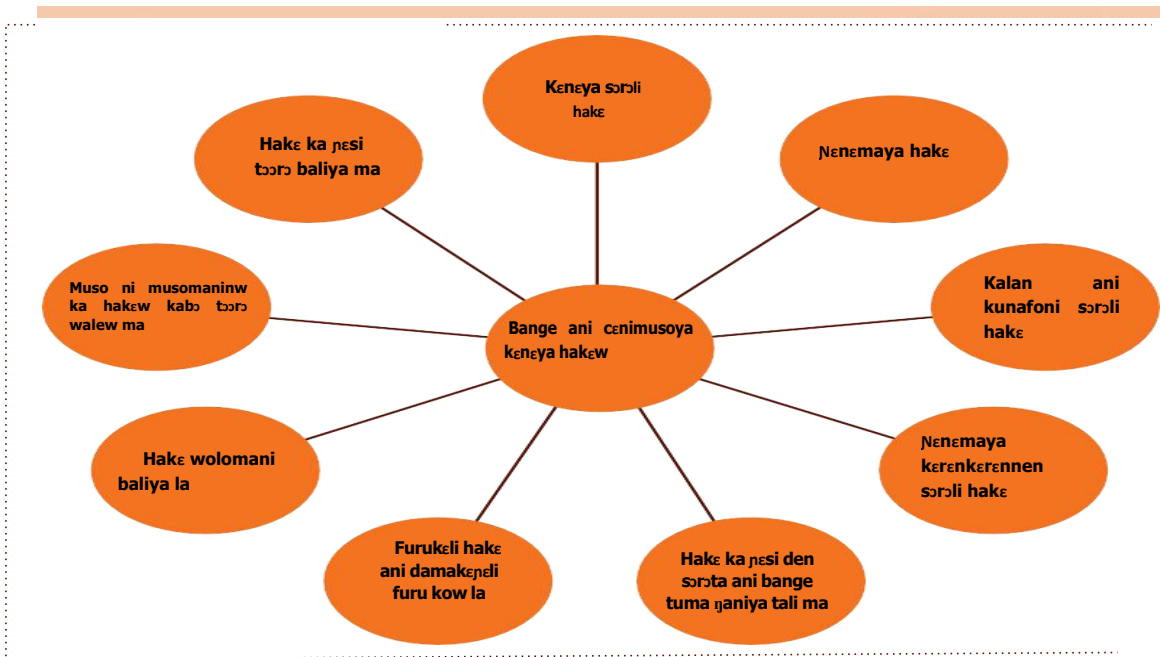 Kɛnɛya sɔrɔli
hakɛ
Ɲɛnɛmaya hakɛ
Kalan ani
kunafoni sɔrɔli
hakɛ
Ɲɛnɛmaya
kɛrɛnkɛrɛnnen
sɔrɔli hakɛ
Hakɛ ka ɲɛsi den
sɔrɔta ani bange
tuma ŋaniya tali ma
Furukɛli hakɛ
ani damakɛɲɛli
furu kow la
Hakɛ wolomani
baliya la
Muso ni musomaninw
ka hakɛw kabɔ tɔɔrɔ
walew ma
Hakɛ ka ɲɛsi
tɔɔrɔ baliya ma
Bange ani cɛnimusoya
kɛnɛya hakɛw